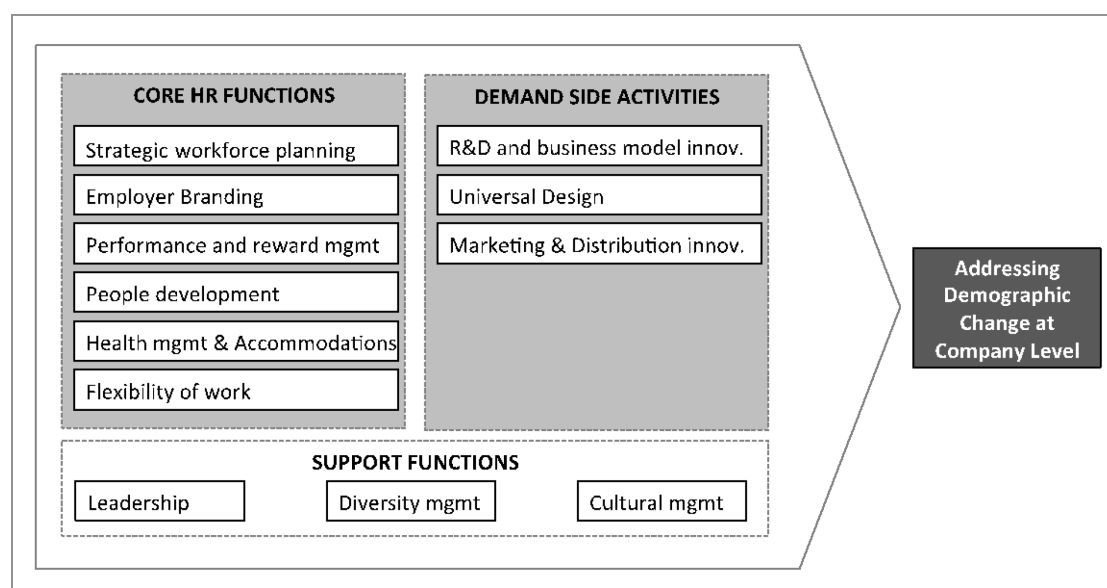 CORE HR FUNCTIONS
Strategic workforce planning
Employer Branding
Performance and reward mgmt
People development
Health mgmt & Accommodations
Flexibility of work
DEMAND SIDE ACTIVITIES
R&D and business model innov.
Universal Design
Marketing & Distribution innov.
SUPPORT FUNCTIONS
Leadership
Diversity mgmt
Cultural mgmt
Addressing
Demographic
Change at
Company Level